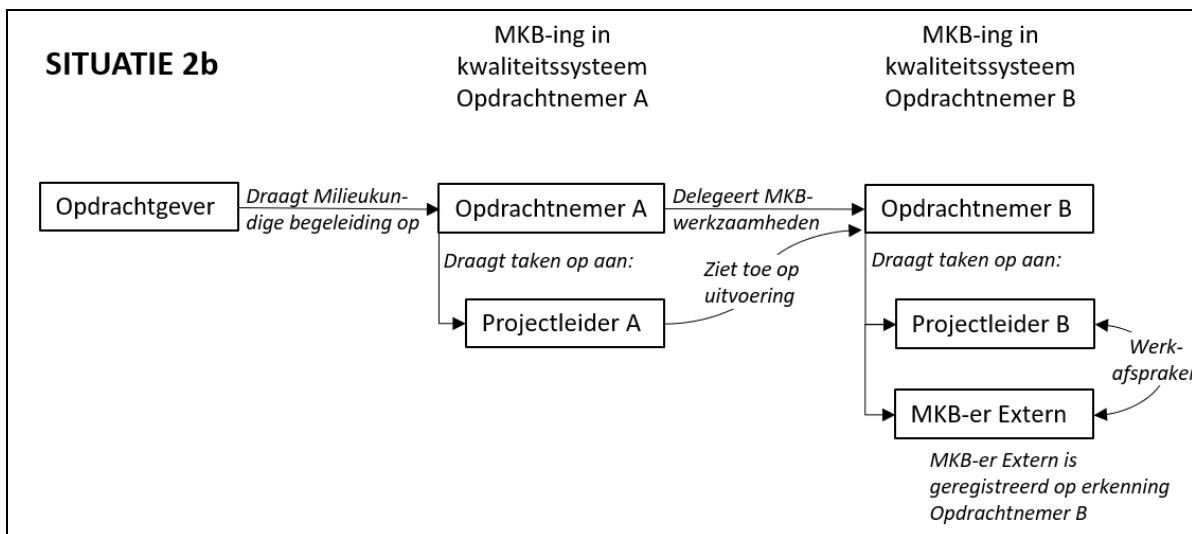 SITUATIE 2b
MKB-ing in
kwaliteitssysteem
Opdrachtnemer A
MKB-ing in
kwaliteitssysteem
Opdrachtnemer B
Opdrachtgever
Draagt Milieukun-
dige begeleiding op
Opdrachtnemer A
Delegeert MKB-
werkzaamheden
Opdrachtnemer B
Draagt taken op aan:
Ziet toe op
uitvoering
Draagt taken op aan:
Projectleider A
Projectleider B
Werk-
afspraken
MKB-er Extern
MKB-er Extern is
geregistreerd op erkenning
Opdrachtnemer B